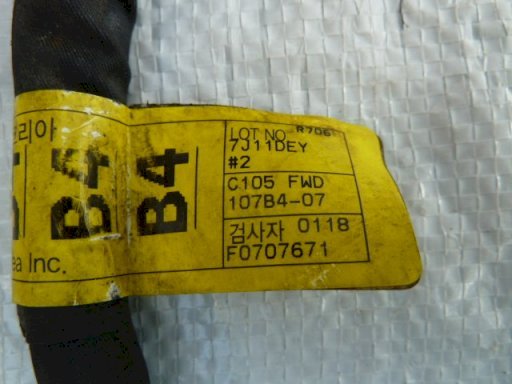 리아
B4
B4
ea Inc.
LOT NO R706
7J11DEY
#2
C105 FWD
107B4-07
검사자 0118
F0707671